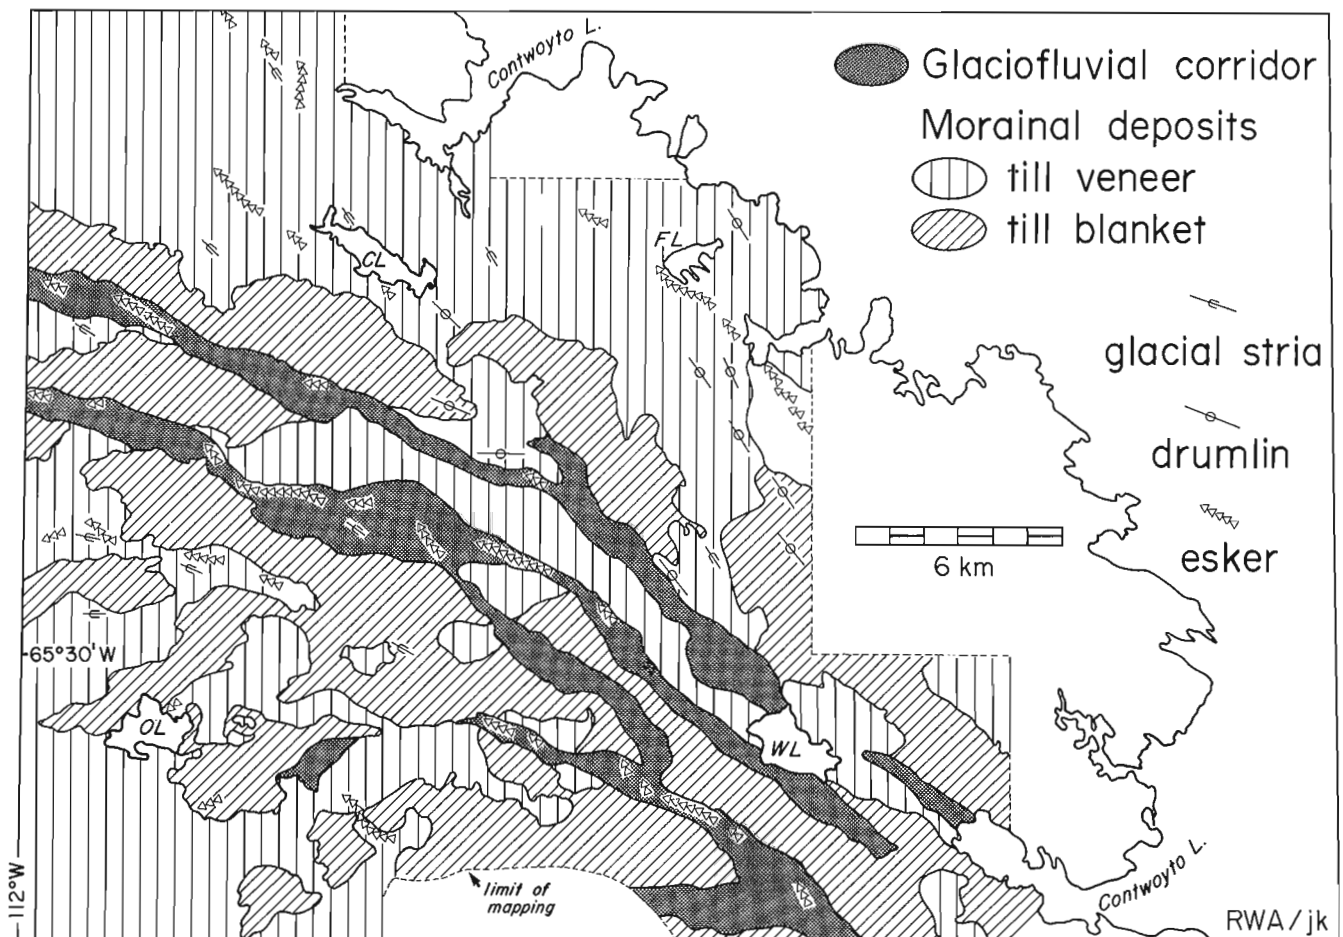 Contwoyto L.
Glaciofluvial corridor
Morainal deposits
till veneer
till blanket
FL
CL
glacial stria
drumlin
esker
6 km
65°30'W
OL
WL
limit of
mapping
112°W
Contwoyto L.
RWA/jk